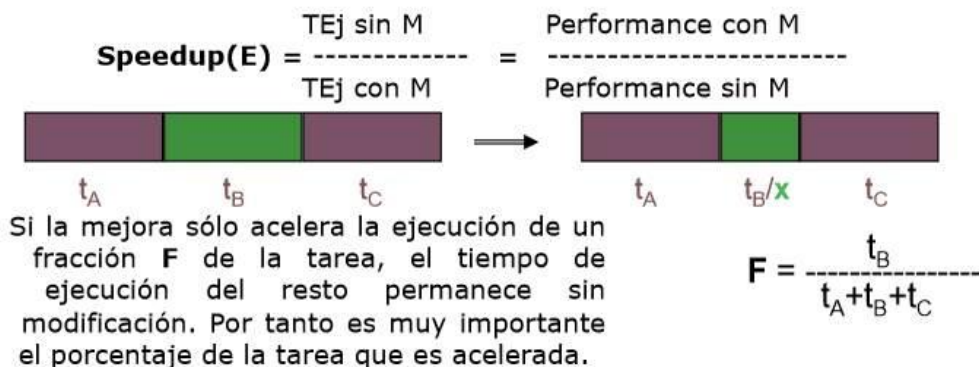 TEj sin M Performance con M
Speedup(E) = ------------- = -------------------------
TEj con M Performance sin M
t_A t_B t_C t_A t_B/x t_C
Si la mejora sólo acelera la ejecución de un
fracción F de la tarea, el tiempo de
ejecución del resto permanece sin
modificación. Por tanto es muy importante
el porcentaje de la tarea que es acelerada.
t_B
F = ---------------
t_A+t_B+t_C